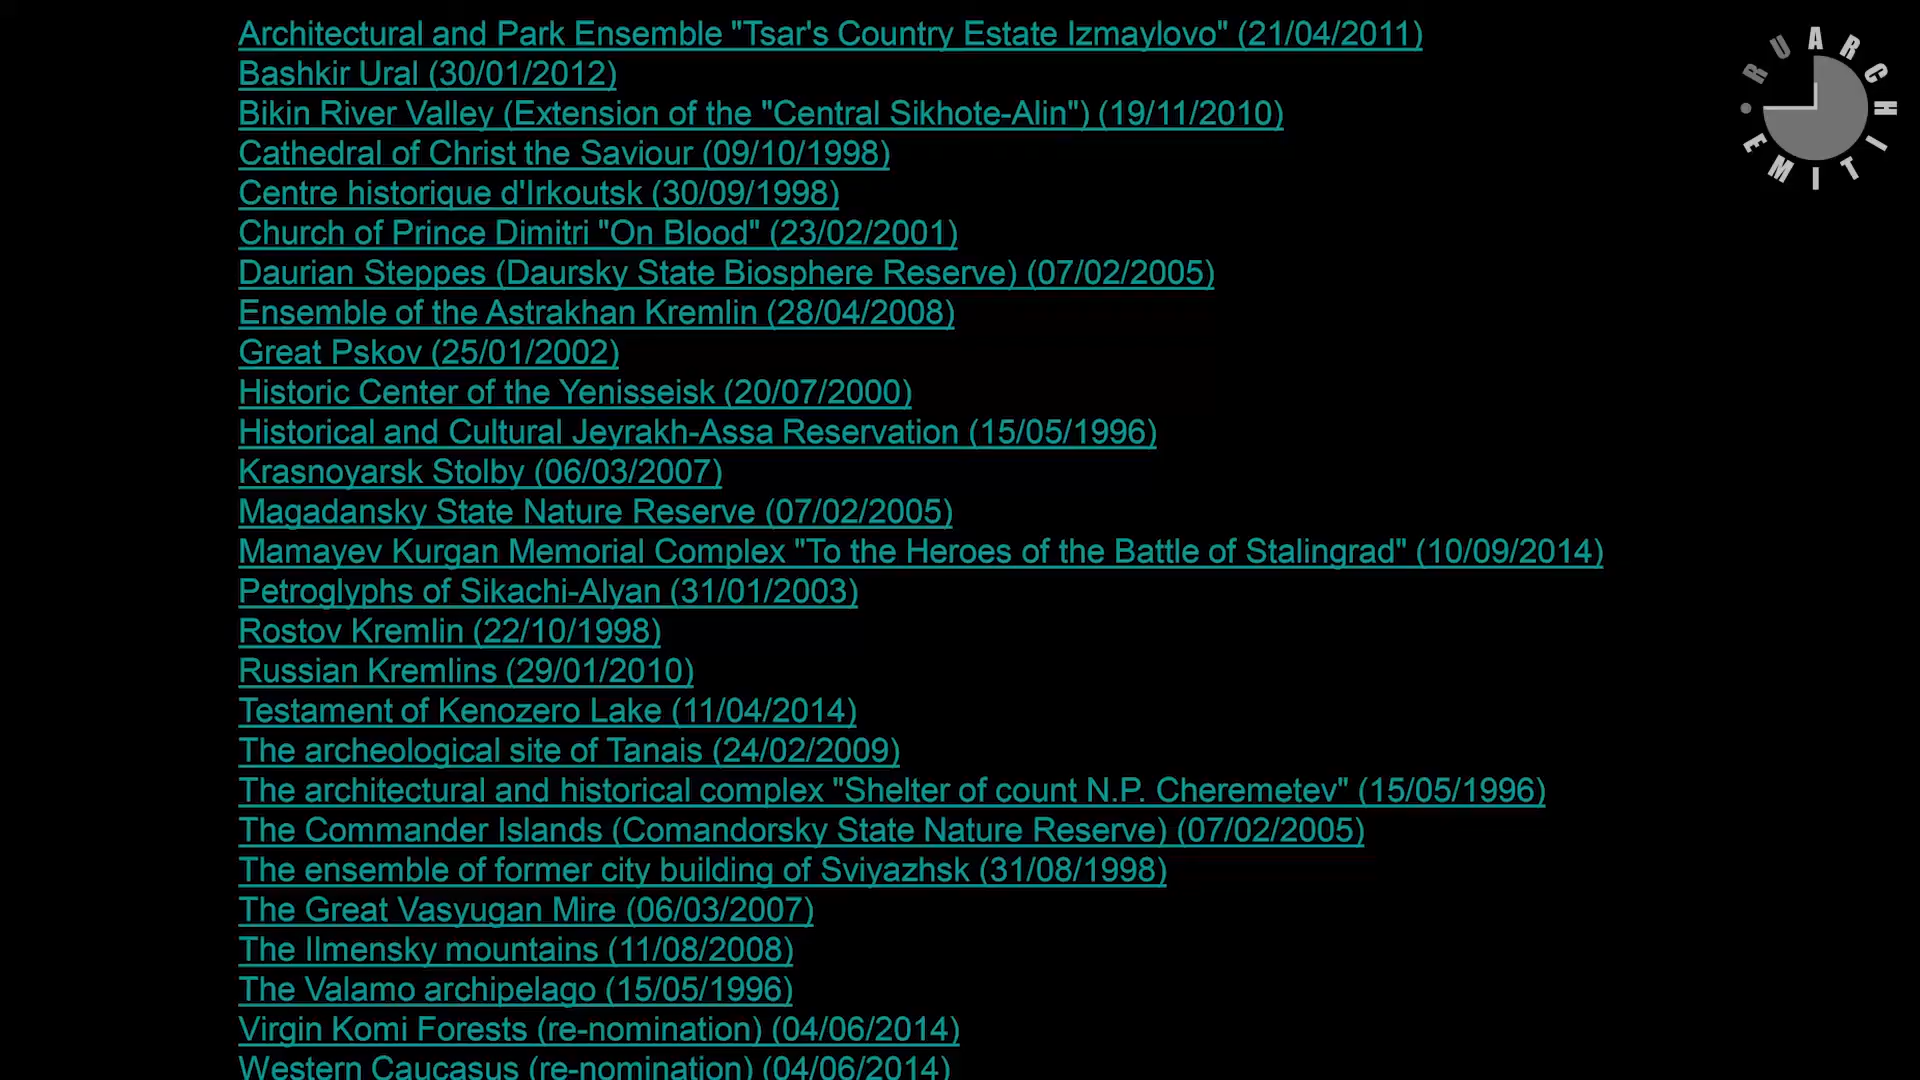 Architectural and Park Ensemble "Tsar's Country Estate Izmaylovo" (21/04/2011)
Bashkir Ural (30/01/2012)
Bikin River Valley (Extension of the "Central Sikhote-Alin") (19/11/2010)
Cathedral of Christ the Saviour (09/10/1998)
Centre historique d'Irkoutsk (30/09/1998)
Church of Prince Dimitri "On Blood" (23/02/2001)
Daurian Steppes (Daursky State Biosphere Reserve) (07/02/2005)
Ensemble of the Astrakhan Kremlin (28/04/2008)
Great Pskov (25/01/2002)
Historic Center of the Yenisseisk (20/07/2000)
Historical and Cultural Jeyrakh-Assa Reservation (15/05/1996)
Krasnoyarsk Stolby (06/03/2007)
Magadansky State Nature Reserve (07/02/2005)
Mamayev Kurgan Memorial Complex "To the Heroes of the Battle of Stalingrad" (10/09/2014)
Petroglyphs of Sikachi-Alyan (31/01/2003)
Rostov Kremlin (22/10/1998)
Russian Kremlins (29/01/2010)
Testament of Kenozero Lake (11/04/2014)
The archeological site of Tanais (24/02/2009)
The architectural and historical complex "Shelter of count N.P. Cheremetev" (15/05/1996)
The Commander Islands (Comandorsky State Nature Reserve) (07/02/2005)
The ensemble of former city building of Sviyazhsk (31/08/1998)
The Great Vasyugan Mire (06/03/2007)
The Ilmensky mountains (11/08/2008)
The Valamo archipelago (15/05/1996)
Virgin Komi Forests (re-nomination) (04/06/2014)
Western Caucasus (re-nomination) (04/06/2014)
ARCHITIME.RU